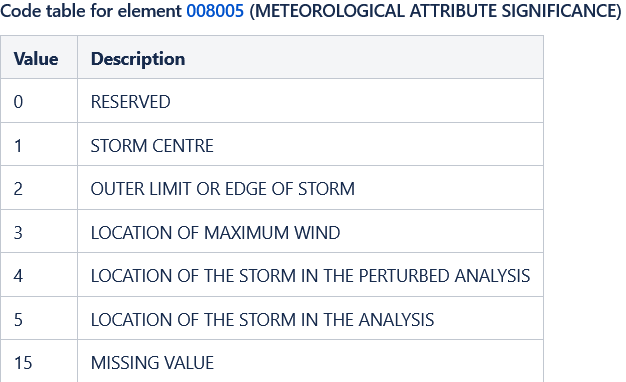 Code table for element 008005 (METEOROLOGICAL ATTRIBUTE SIGNIFICANCE)
Value Description
0 RESERVED
1 STORM CENTRE
2 OUTER LIMIT OR EDGE OF STORM
3 LOCATION OF MAXIMUM WIND
4 LOCATION OF THE STORM IN THE PERTURBED ANALYSIS
5 LOCATION OF THE STORM IN THE ANALYSIS
15 MISSING VALUE